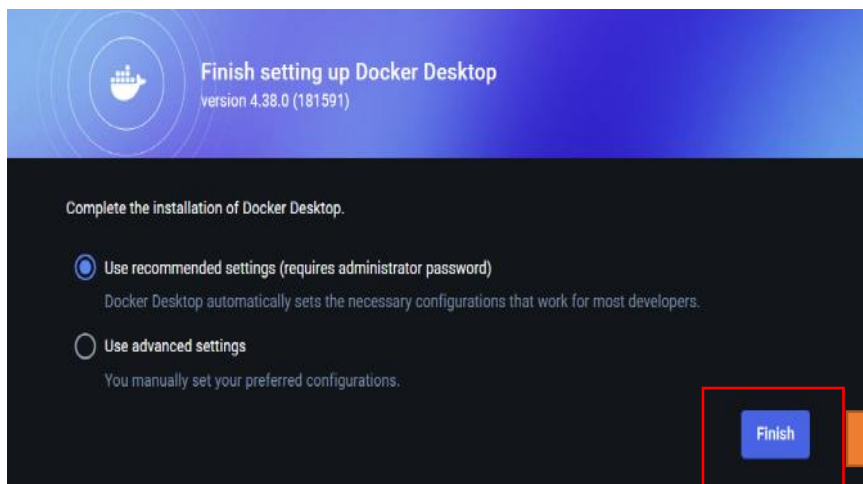 Finish setting up Docker Desktop
version 4.38.0 (181591)
Complete the installation of Docker Desktop.
Use recommended settings (requires administrator password)
Docker Desktop automatically sets the necessary configurations that work for most developers.
Use advanced settings
You manually set your preferred configurations.
Finish